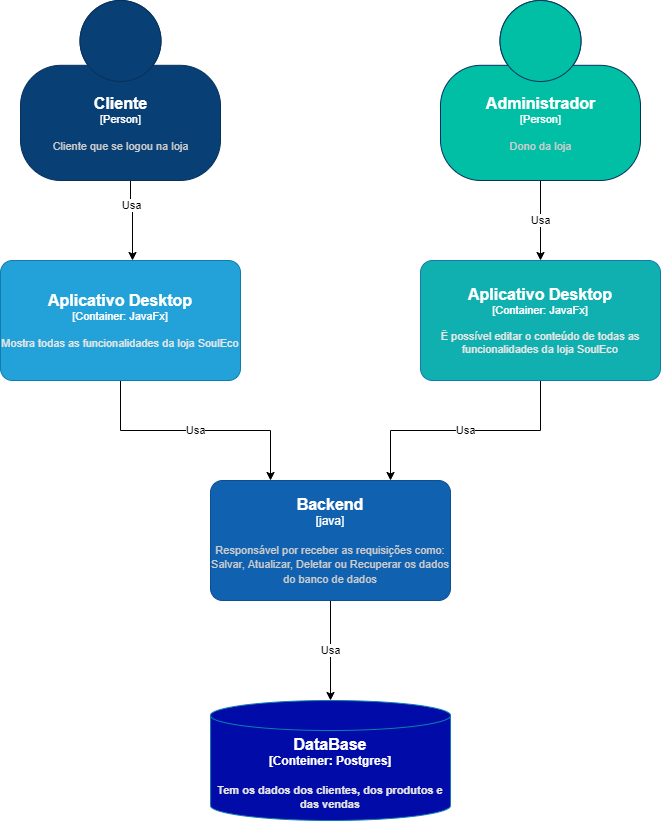 Cliente
[Person]
Cliente que se logou na loja
Administrador
[Person]
Dono da loja
Usa
Usa
Aplicativo Desktop
[Container: JavaFx]
Mostra todas as funcionalidades da loja SoulEco
Aplicativo Desktop
[Container: JavaFx]
È possível editar o conteúdo de todas as
funcionalidades da loja SoulEco
Usa
Usa
Backend
[java]
Responsável por receber as requisições como:
Salvar, Atualizar, Deletar ou Recuperar os dados
do banco de dados
Usa
DataBase
[Conteiner: Postgres]
Tem os dados dos clientes, dos produtos e
das vendas